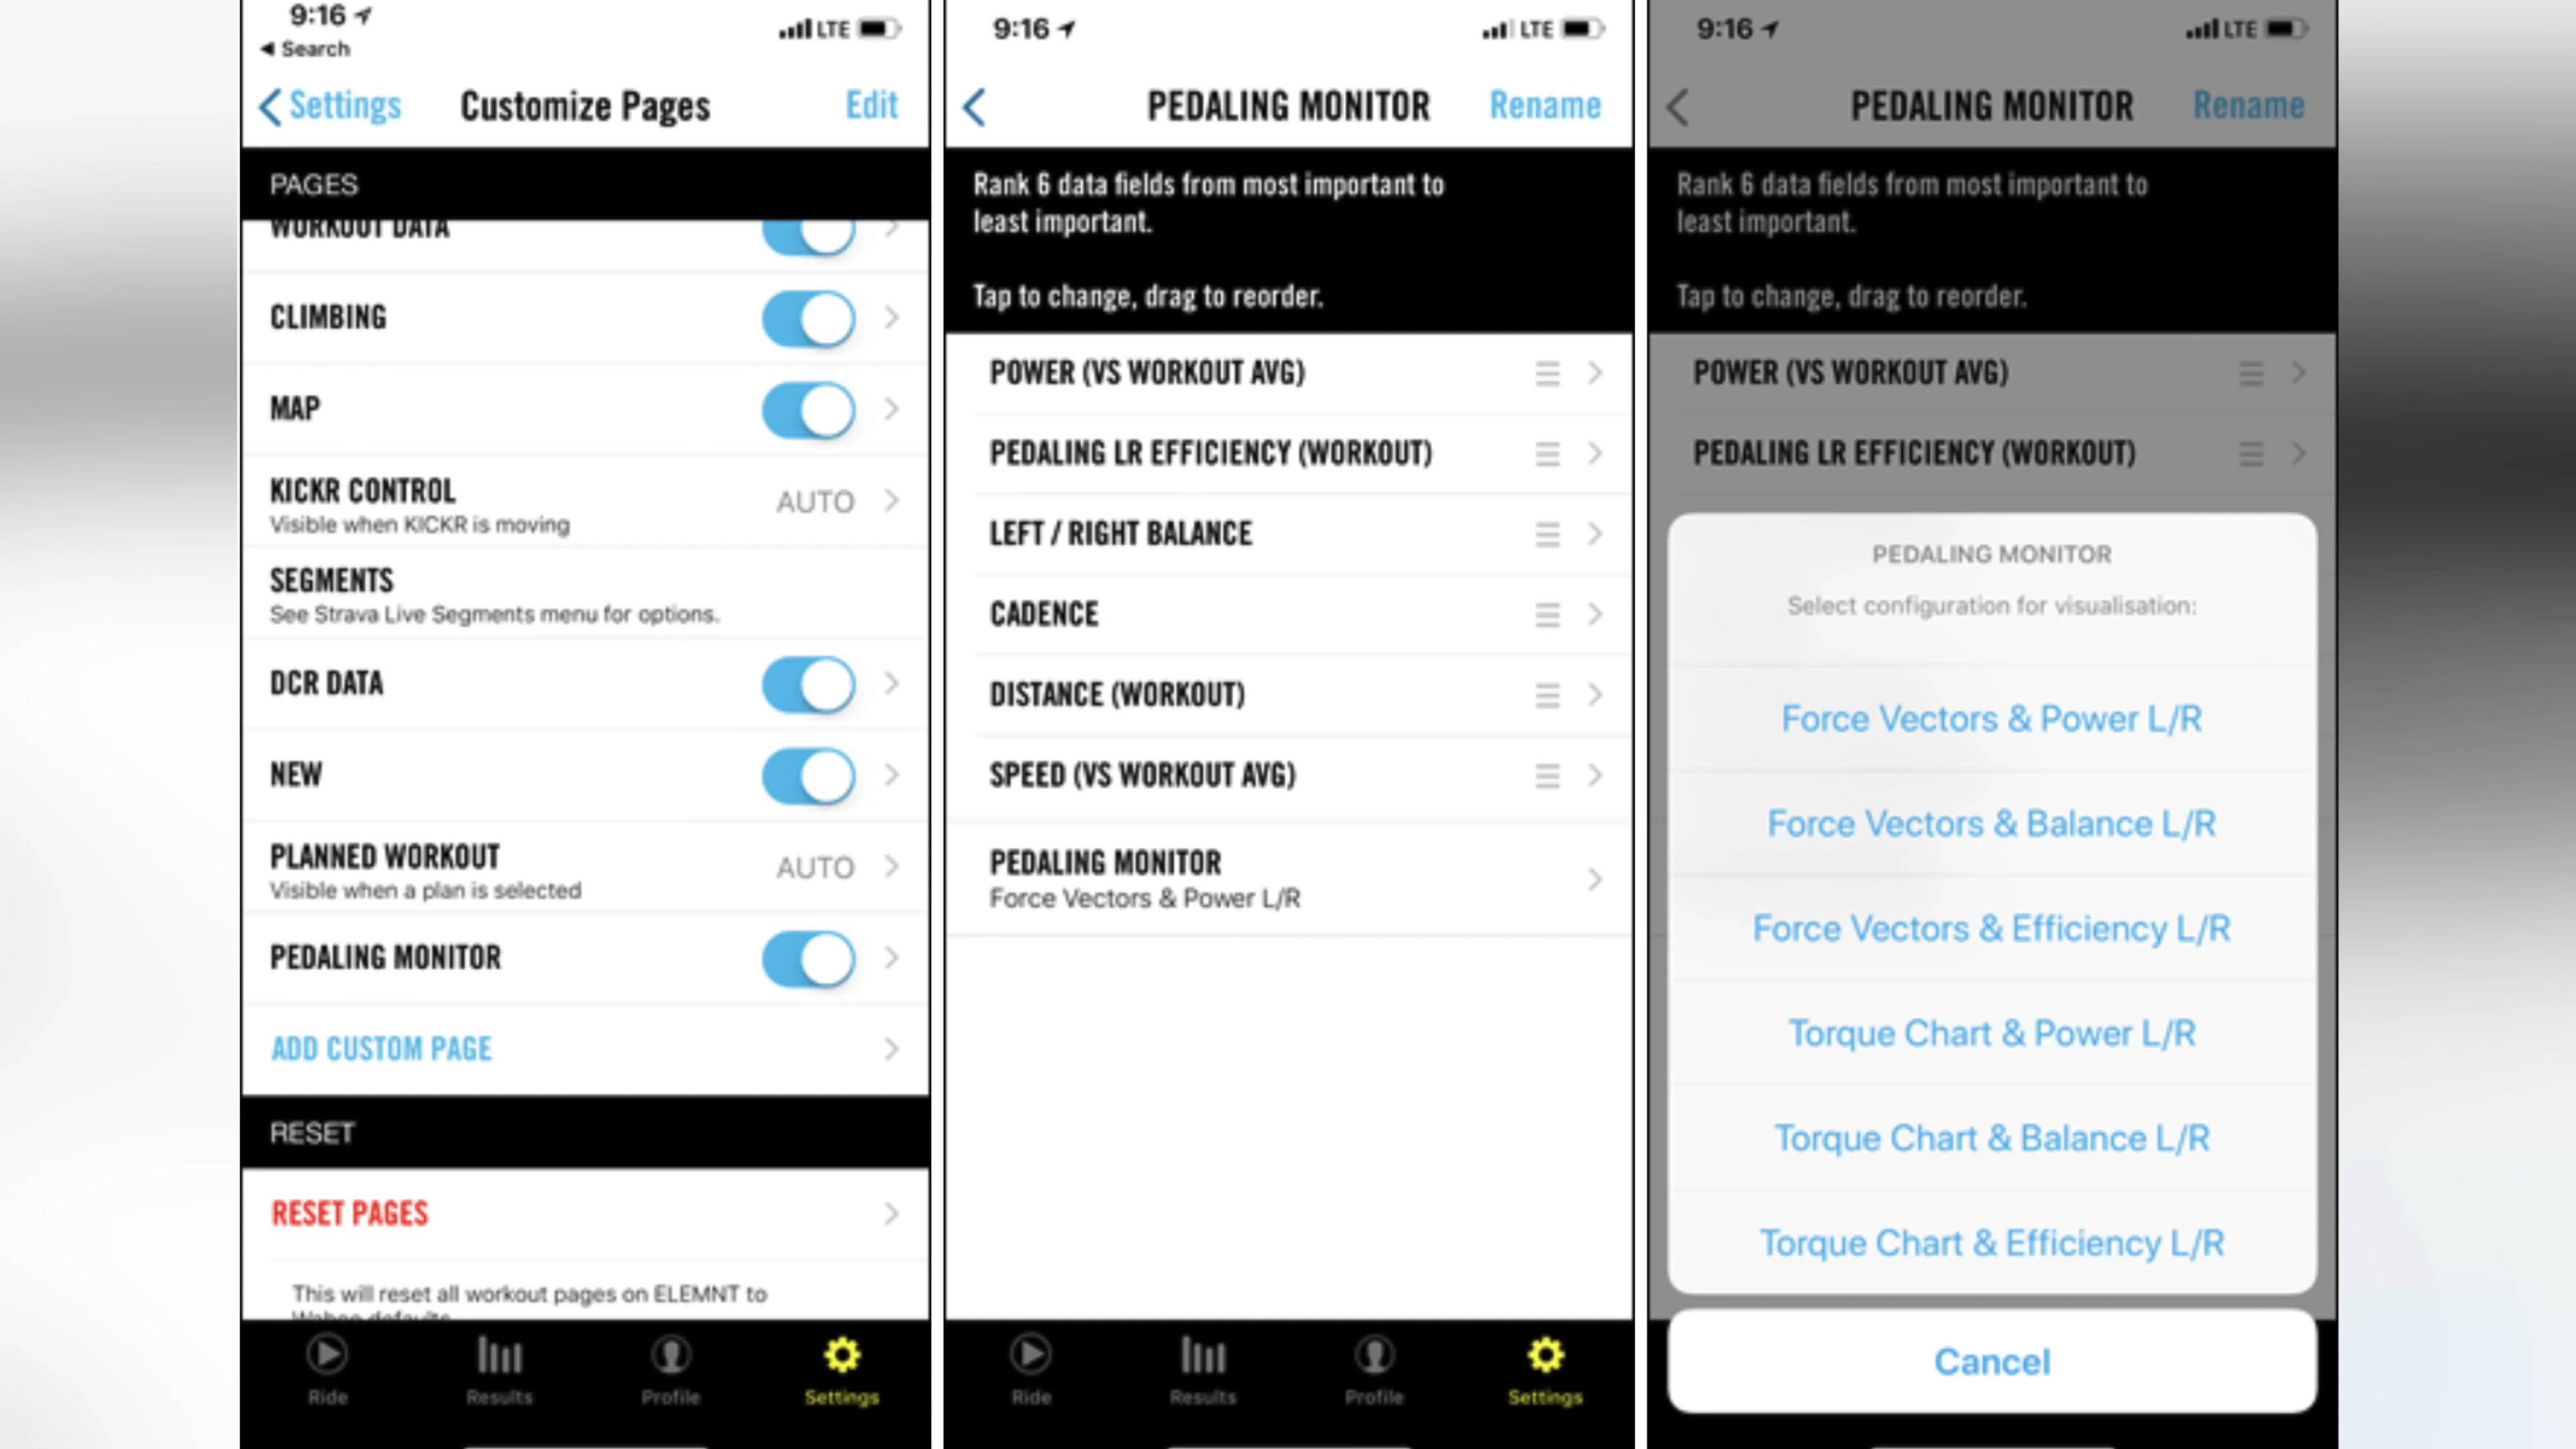 9:16
LTE
Search
Settings
Customize Pages
Edit
PAGES
WORKOUT DATA
CLIMBING
MAP
KICKR CONTROL
Visible when KICKR is moving
AUTO
SEGMENTS
See Strava Live Segments menu for options.
DCR DATA
NEW
PLANNED WORKOUT
Visible when a plan is selected
AUTO
PEDALING MONITOR
ADD CUSTOM PAGE
RESET
RESET PAGES
This will reset all workout pages on ELEMNT to
Wahoo defaults
Ride
Results
Profile
Settings
9:16
LTE
PEDALING MONITOR
Rename
Rank 6 data fields from most important to
least important.
Tap to change, drag to reorder.
POWER (VS WORKOUT AVG)
PEDALING LR EFFICIENCY (WORKOUT)
LEFT / RIGHT BALANCE
CADENCE
DISTANCE (WORKOUT)
SPEED (VS WORKOUT AVG)
PEDALING MONITOR
Force Vectors & Power L/R
Ride
Results
Profile
Settings
9:16
LTE
PEDALING MONITOR
Rename
Rank 6 data fields from most important to
least important.
Tap to change, drag to reorder.
POWER (VS WORKOUT AVG)
PEDALING LR EFFICIENCY (WORKOUT)
PEDALING MONITOR
Select configuration for visualisation:
Force Vectors & Power L/R
Force Vectors & Balance L/R
Force Vectors & Efficiency L/R
Torque Chart & Power L/R
Torque Chart & Balance L/R
Torque Chart & Efficiency L/R
Cancel